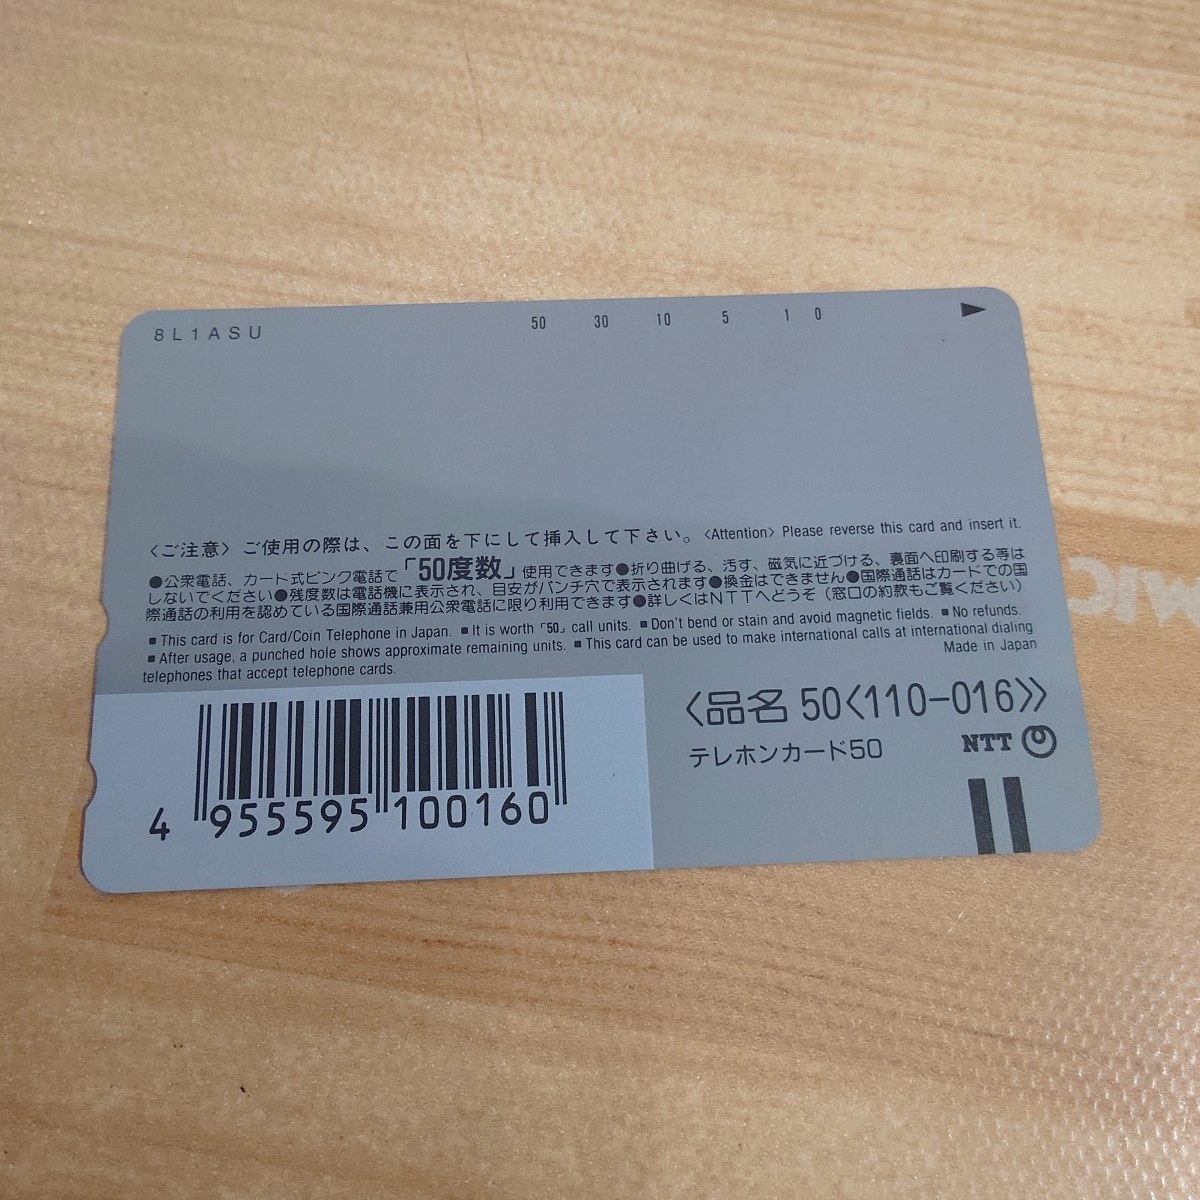 8L1ASU 50 30 10 5 1 0
〈ご注意〉ご使用の際は、この面を下にして挿入して下さい。〈Attention〉Please reverse this card and insert it.
●公衆電話、カード式ピンク電話で「50度数」使用できます●折り曲げる、汚す、磁気に近づける、裏面へ印刷する等は
しないでください●残度数は電話機に表示され、目安がパンチ穴で表示されます●換金はできません●国際通話はカードでの国
際通話の利用を認めている国際通話兼用公衆電話に限り利用できます●詳しくはNTTへどうぞ（窓口の約款もご覧ください）
■ This card is for Card/Coin Telephone in Japan. ■ It is worth「50」call units. ■ Don't bend or stain and avoid magnetic fields. ■ No refunds.
■ After usage, a punched hole shows approximate remaining units. ■ This card can be used to make international calls at international dialing
telephones that accept telephone cards. Made in Japan
〈品名 50〈110-016〉〉
テレホンカード50 NTT
4 955595 100160
MIC